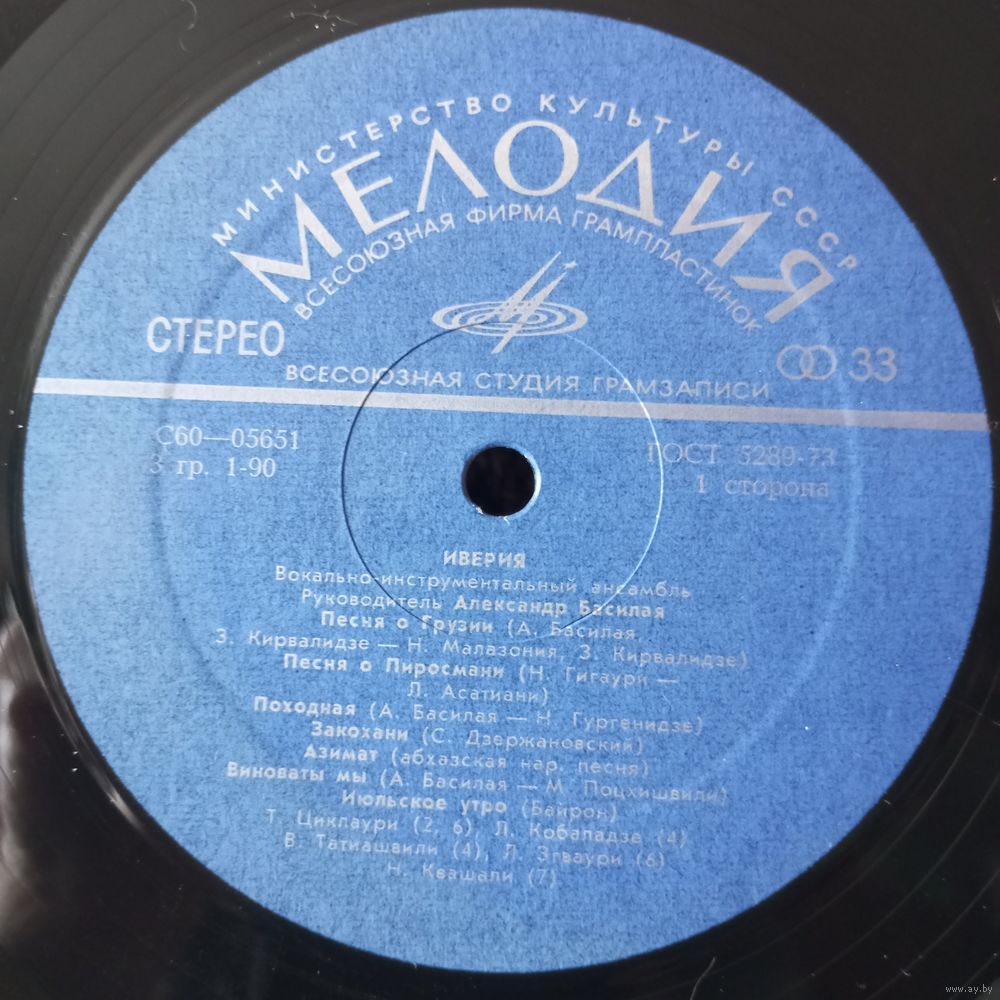 МИНИСТЕРСТВО КУЛЬТУРЫ СССР
МЕЛОДИЯ
ВСЕСОЮЗНАЯ ФИРМА ГРАМПЛАСТИНОК
СТЕРЕО
33
ВСЕСОЮЗНАЯ СТУДИЯ ГРАМЗАПИСИ
С60—05651
ГОСТ 5289-73
3 гр. 1-90
1 сторона
ИВЕРИЯ
Вокально-инструментальный ансамбль
Руководитель Александр Басилая
Песня о Грузии (А. Басилая,
З. Кирвалидзе — Н. Малазония, З. Кирвалидзе)
Песня о Пиросмани (Н. Гигаури —
Л. Асатиани)
Походная (А. Басилая — Н. Гургенидзе)
Закохани (С. Дзержановский)
Азимат (абхазская нар. песня)
Виноваты мы (А. Басилая — М. Поцхишвили)
Июльское утро (Байрон)
Т. Циклаури (2, 6), Л. Кобаладзе (4)
В. Татиашвили (4), Л. Згваури (6)
Н. Квашали (7)
www.ay.by